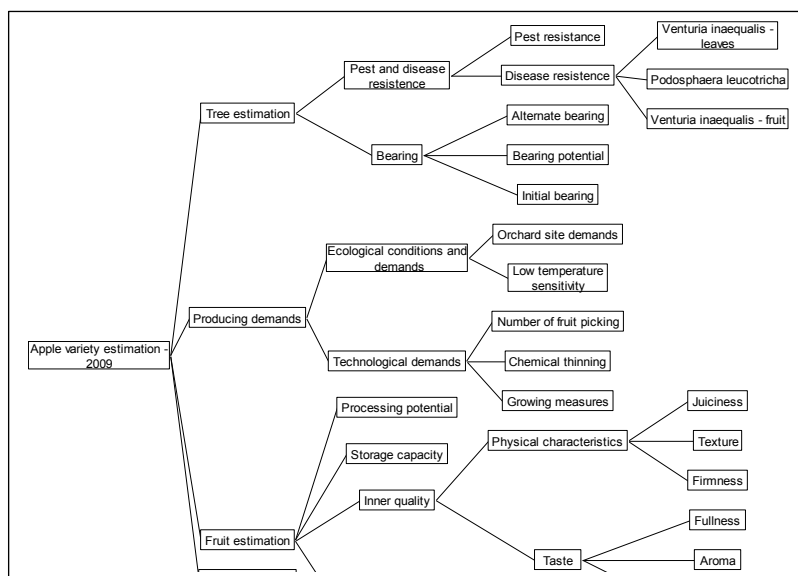 Pest resistance
Venturia inaequalis -
leaves
Pest and disease
resistence
Disease resistence
Podosphaera leucotricha
Tree estimation
Alternate bearing
Venturia inaequalis - fruit
Bearing
Bearing potential
Initial bearing
Ecological conditions and
demands
Orchard site demands
Low temperature
sensitivity
Producing demands
Number of fruit picking
Apple variety estimation -
2009
Technological demands
Chemical thinning
Growing measures
Processing potential
Juiciness
Storage capacity
Physical characteristics
Texture
Inner quality
Firmness
Fruit estimation
Fullness
Taste
Aroma